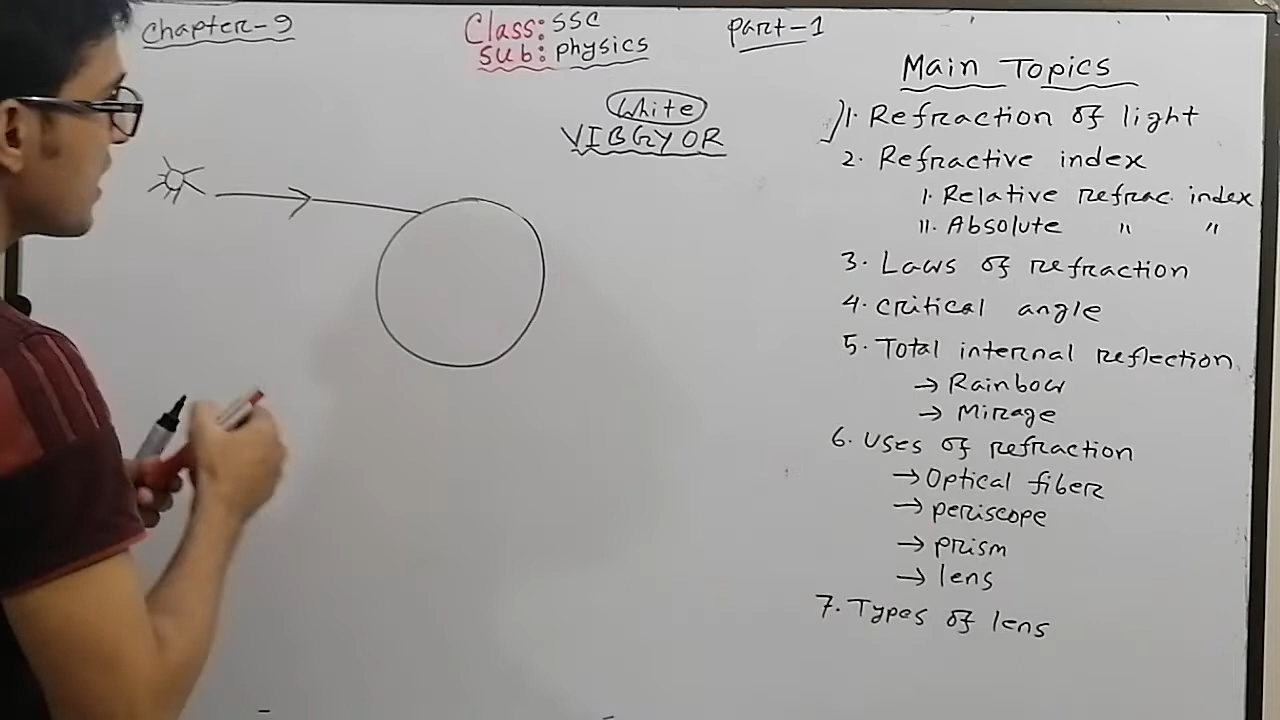 Chapter-9
Class: SSC
Sub: physics
part-1
White
VIBGYOR
Main Topics
1. Refraction of light
2. Refractive index
1. Relative refrac. index
11. Absolute " "
3. Laws of refraction
4. critical angle
5. Total internal reflection
→ Rainbow
→ Mirage
6. Uses of refraction
→ Optical fiber
→ periscope
→ prism
→ lens
7. Types of lens